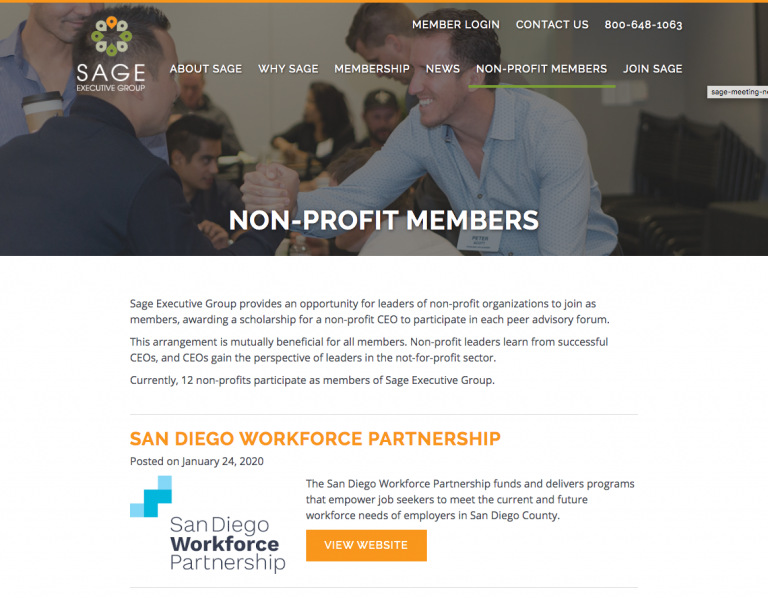 MEMBER LOGIN CONTACT US 800-648-1063
SAGE
EXECUTIVE GROUP
ABOUT SAGE WHY SAGE MEMBERSHIP NEWS NON-PROFIT MEMBERS JOIN SAGE
sage-meeting-ne
PETER
NON-PROFIT MEMBERS
Sage Executive Group provides an opportunity for leaders of non-profit organizations to join as
members, awarding a scholarship for a non-profit CEO to participate in each peer advisory forum.
This arrangement is mutually beneficial for all members. Non-profit leaders learn from successful
CEOs, and CEOs gain the perspective of leaders in the not-for-profit sector.
Currently, 12 non-profits participate as members of Sage Executive Group.
SAN DIEGO WORKFORCE PARTNERSHIP
Posted on January 24, 2020
San Diego
Workforce
Partnership
The San Diego Workforce Partnership funds and delivers programs
that empower job seekers to meet the current and future
workforce needs of employers in San Diego County.
VIEW WEBSITE